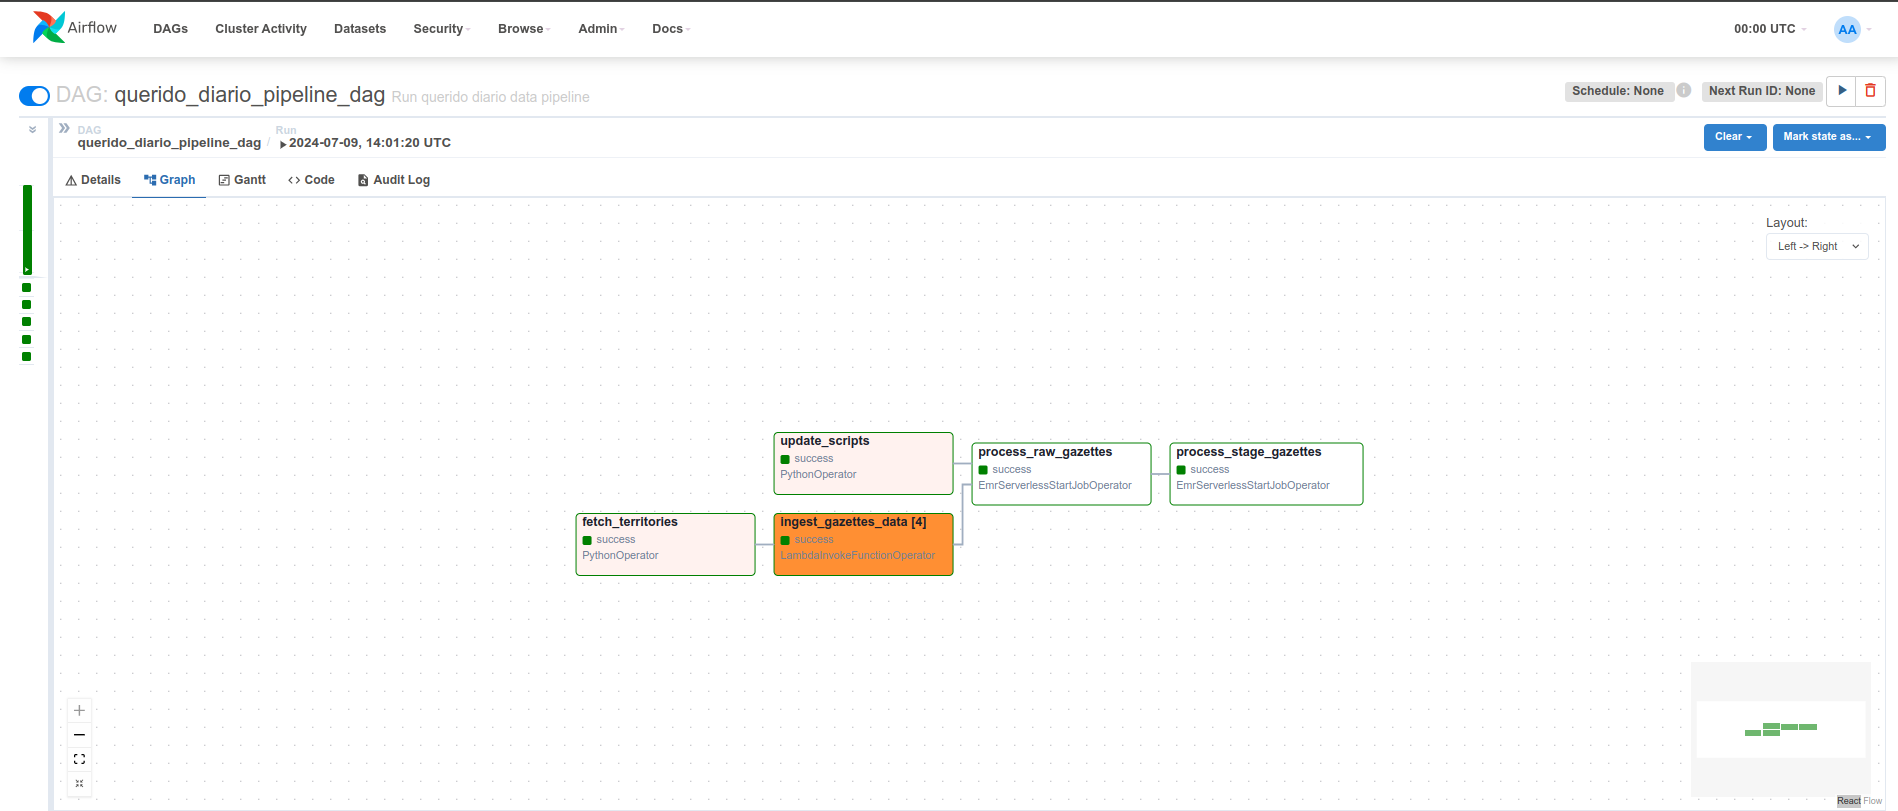 Airflow DAGs Cluster Activity Datasets Security Browse Admin Docs 00:00 UTC AA
DAG: querido_diario_pipeline_dag Run querido diario data pipeline Schedule: None i Next Run ID: None
DAG Run
querido_diario_pipeline_dag / 2024-07-09, 14:01:20 UTC Clear Mark state as...
Details Graph Gantt Code Audit Log
Layout:
Left -> Right
update_scripts
success
PythonOperator
process_raw_gazettes
success
EmrServerlessStartJobOperator
process_stage_gazettes
success
EmrServerlessStartJobOperator
fetch_territories
success
PythonOperator
ingest_gazettes_data [4]
success
LambdaInvokeFunctionOperator
React Flow